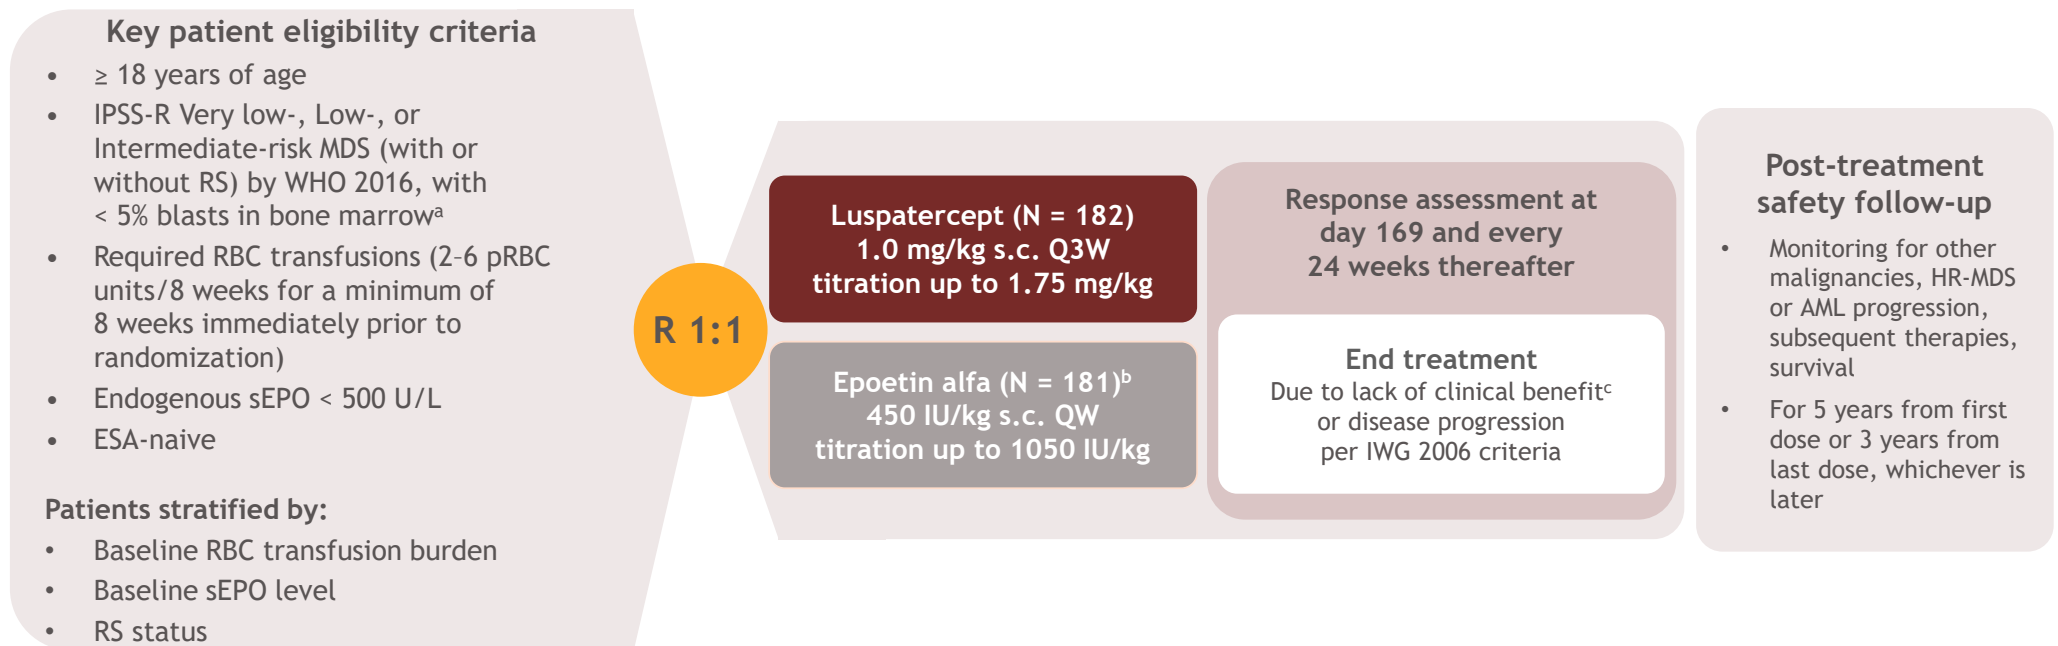 Key patient eligibility criteria
• ≥ 18 years of age
• IPSS-R Very low-, Low-, or
Intermediate-risk MDS (with or
without RS) by WHO 2016, with
< 5% blasts in bone marrowᵃ
• Required RBC transfusions (2–6 pRBC
units/8 weeks for a minimum of
8 weeks immediately prior to
randomization)
• Endogenous sEPO < 500 U/L
• ESA-naive
Patients stratified by:
• Baseline RBC transfusion burden
• Baseline sEPO level
• RS status
R 1:1
Luspatercept (N = 182)
1.0 mg/kg s.c. Q3W
titration up to 1.75 mg/kg
Epoetin alfa (N = 181)ᵇ
450 IU/kg s.c. QW
titration up to 1050 IU/kg
Response assessment at
day 169 and every
24 weeks thereafter
End treatment
Due to lack of clinical benefitᶜ
or disease progression
per IWG 2006 criteria
Post-treatment
safety follow-up
• Monitoring for other
malignancies, HR-MDS
or AML progression,
subsequent therapies,
survival
• For 5 years from first
dose or 3 years from
last dose, whichever is
later